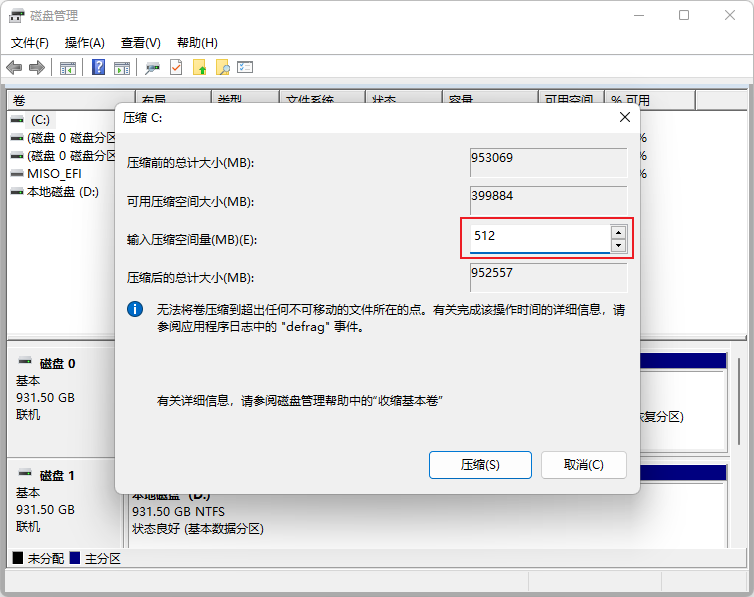 磁盘管理
文件(F) 操作(A) 查看(V) 帮助(H)
卷 布局 类型 文件系统 状态 容量 可用空间 % 可用
(C:)
(磁盘 0 磁盘分区 %
(磁盘 0 磁盘分区 %
MISO_EFI %
本地磁盘 (D:)
压缩 C:
压缩前的总计大小(MB): 953069
可用压缩空间大小(MB): 399884
输入压缩空间量(MB)(E): 512
压缩后的总计大小(MB): 952557
无法将卷压缩到超出任何不可移动的文件所在的点。有关完成该操作时间的详细信息，请
参阅应用程序日志中的 "defrag" 事件。
有关详细信息，请参阅磁盘管理帮助中的“收缩基本卷”
压缩(S) 取消(C)
磁盘 0
基本
931.50 GB
联机
恢复分区)
磁盘 1
基本
931.50 GB
联机
本地磁盘 (D:)
931.50 GB NTFS
状态良好 (基本数据分区)
未分配 主分区